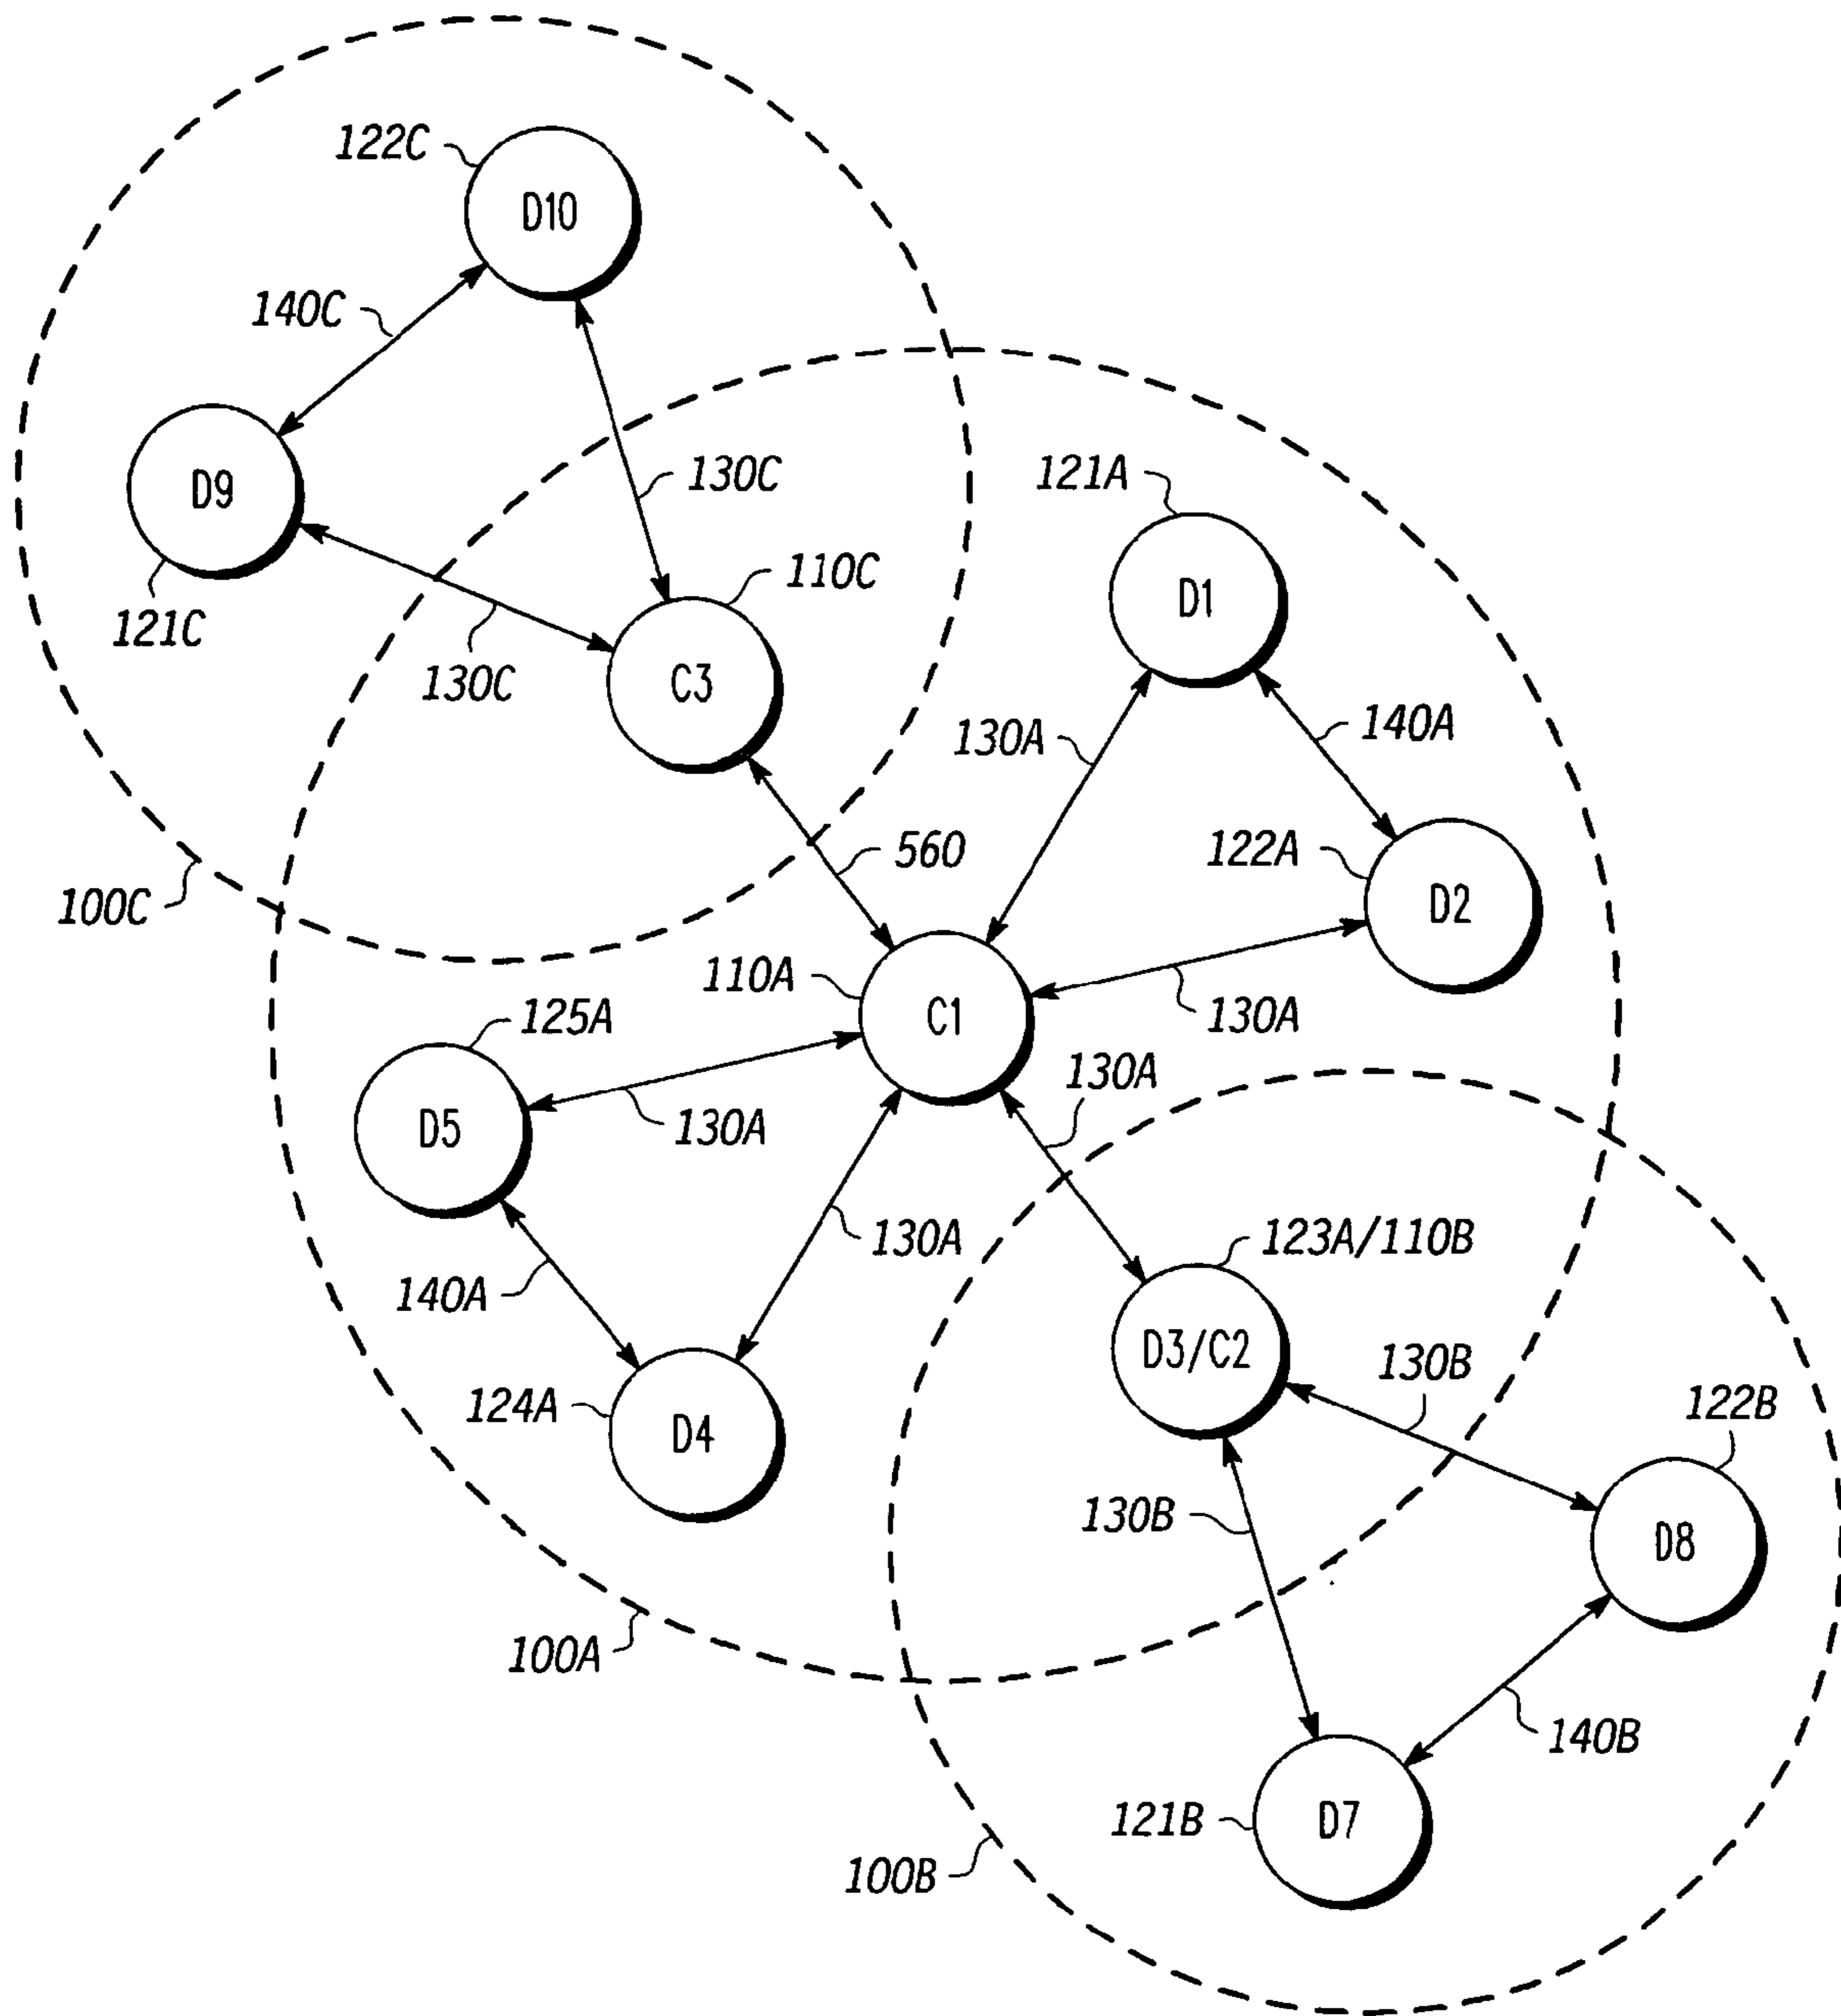 122C
D10
140C
130C
121A
D9
D1
110C
121C
130C
C3
140A
130A
560
122A
D2
100C
110A
C1
125A
130A
130A
D5
130A
130A
123A/110B
140A
D3/C2
130B
122B
124A
D4
130B
D8
100A
140B
121B
D7
100B